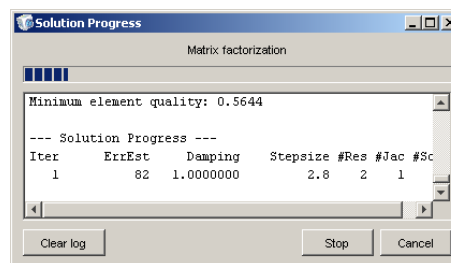 Solution Progress
Matrix factorization
Minimum element quality: 0.5644
--- Solution Progress ---
Iter ErrEst Damping Stepsize #Res #Jac #Sc
1 82 1.0000000 2.8 2 1
Clear log Stop Cancel